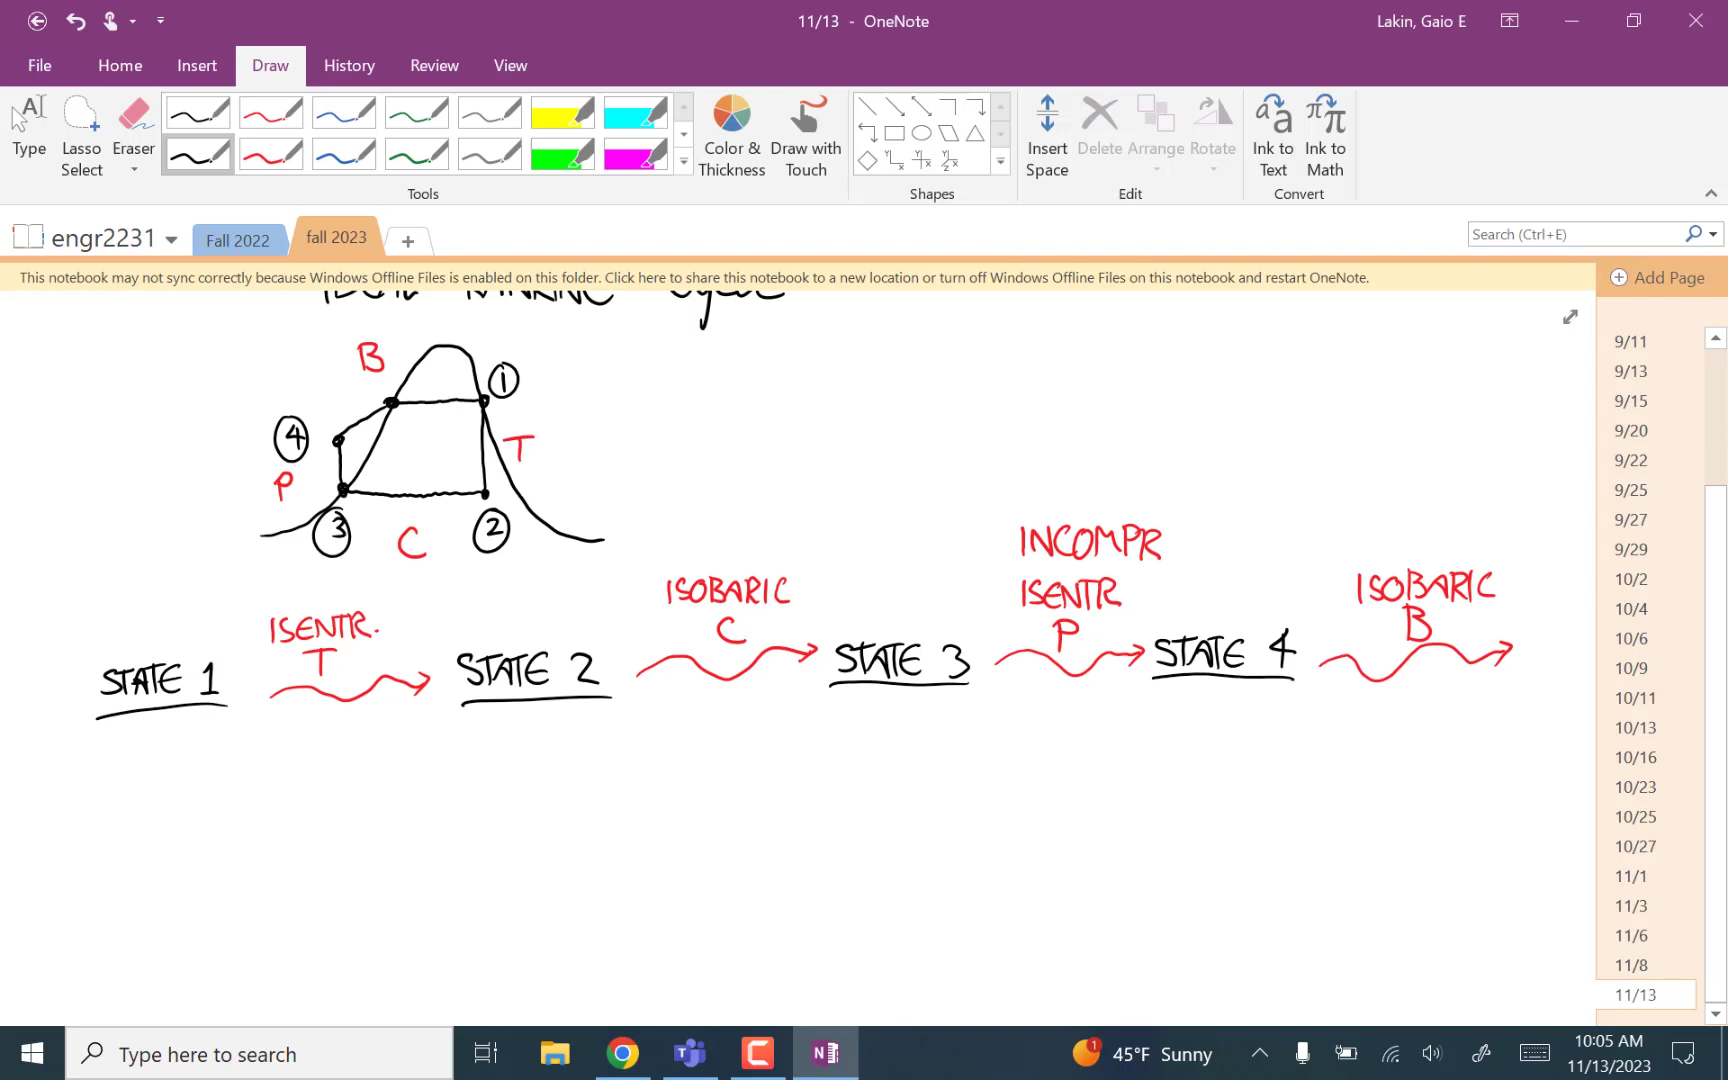 11/13 - OneNote
Lakin, Gaio E
File Home Insert Draw History Review View
Type
Lasso Select
Eraser
Color & Thickness
Draw with Touch
Insert Space
Delete
Arrange
Rotate
Ink to Text
Ink to Math
Tools
Shapes
Edit
Convert
engr2231
Fall 2022
fall 2023
Search (Ctrl+E)
This notebook may not sync correctly because Windows Offline Files is enabled on this folder. Click here to share this notebook to a new location or turn off Windows Offline Files on this notebook and restart OneNote.
Add Page
9/11
9/13
9/15
9/20
9/22
9/25
9/27
9/29
10/2
10/4
10/6
10/9
10/11
10/13
10/16
10/23
10/25
10/27
11/1
11/3
11/6
11/8
11/13
B
1
4
T
P
3
C
2
ISENTR.
T
ISOBARIC
C
INCOMPR
ISENTR
P
ISOBARIC
B
STATE 1
STATE 2
STATE 3
STATE 4
Type here to search
1
45°F Sunny
10:05 AM
11/13/2023